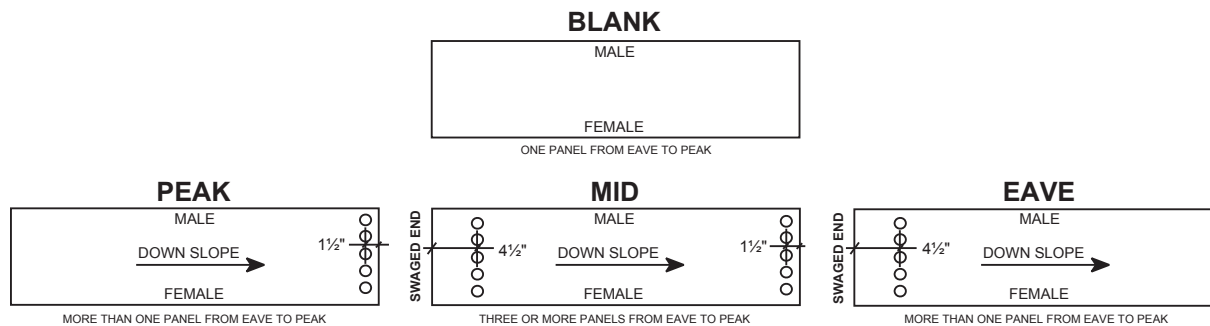 BLANK
MALE
FEMALE
ONE PANEL FROM EAVE TO PEAK
PEAK
MALE
1½"
DOWN SLOPE
FEMALE
MORE THAN ONE PANEL FROM EAVE TO PEAK
MID
SWAGED END
MALE
4½"
DOWN SLOPE
1½"
FEMALE
THREE OR MORE PANELS FROM EAVE TO PEAK
EAVE
SWAGED END
MALE
4½"
DOWN SLOPE
FEMALE
MORE THAN ONE PANEL FROM EAVE TO PEAK